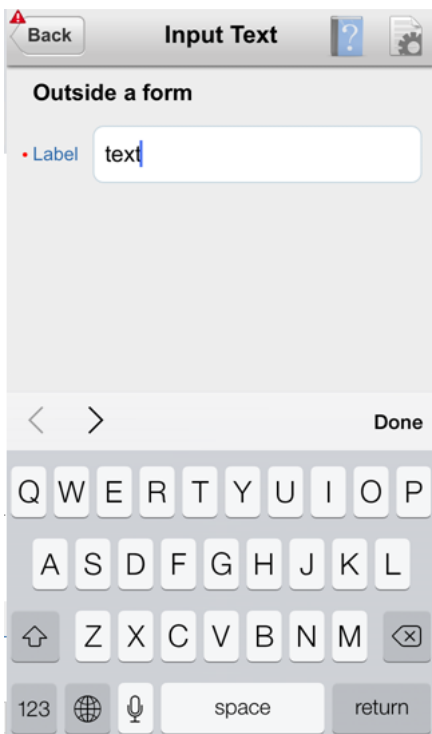 Back Input Text ?
Outside a form
• Label text
Done
Q W E R T Y U I O P
A S D F G H J K L
Z X C V B N M
123 space return